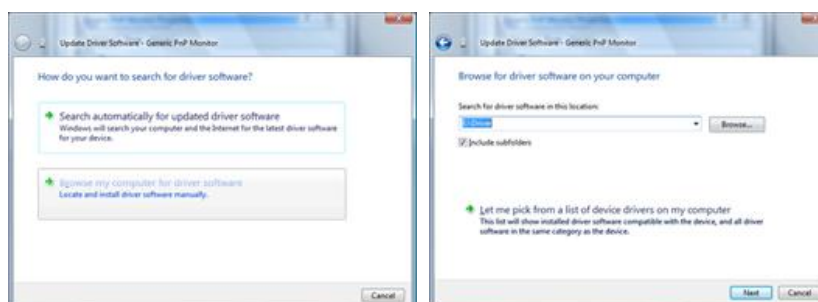 Update Driver Software - Generic PnP Monitor
How do you want to search for driver software?
Search automatically for updated driver software
Windows will search your computer and the Internet for the latest driver software
for your device.
Browse my computer for driver software
Locate and install driver software manually.
Cancel
Update Driver Software - Generic PnP Monitor
Browse for driver software on your computer
Search for driver software in this location:
Browse...
Include subfolders
Let me pick from a list of device drivers on my computer
This list will show installed driver software compatible with the device, and all driver
software in the same category as the device.
Next
Cancel